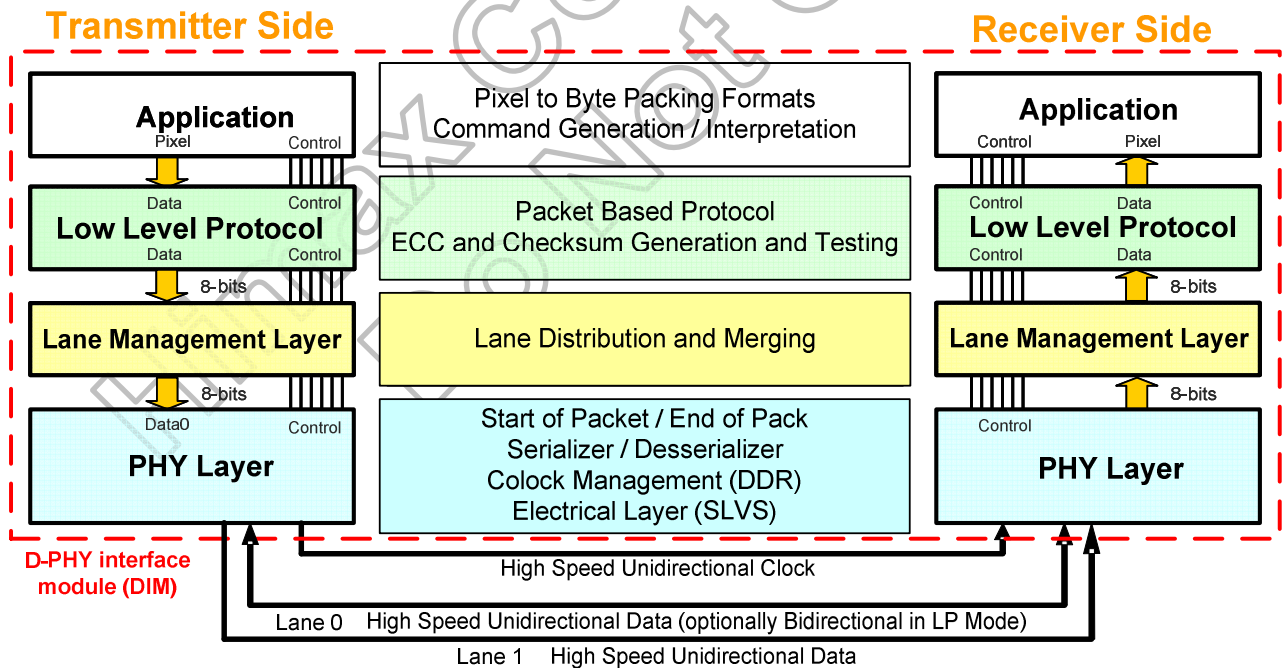 Transmitter Side
Receiver Side
Application
Pixel
Control
Pixel to Byte Packing Formats
Command Generation / Interpretation
Application
Control
Pixel
Data
Control
Low Level Protocol
Data
Control
Packet Based Protocol
ECC and Checksum Generation and Testing
Control
Data
Low Level Protocol
Control
Data
8-bits
8-bits
Lane Management Layer
Lane Distribution and Merging
Lane Management Layer
8-bits
8-bits
Data0
Control
PHY Layer
Start of Packet / End of Pack
Serializer / Desserializer
Colock Management (DDR)
Electrical Layer (SLVS)
Control
PHY Layer
D-PHY interface
module (DIM)
High Speed Unidirectional Clock
Lane 0 High Speed Unidirectional Data (optionally Bidirectional in LP Mode)
Lane 1 High Speed Unidirectional Data
Himax
Do Not